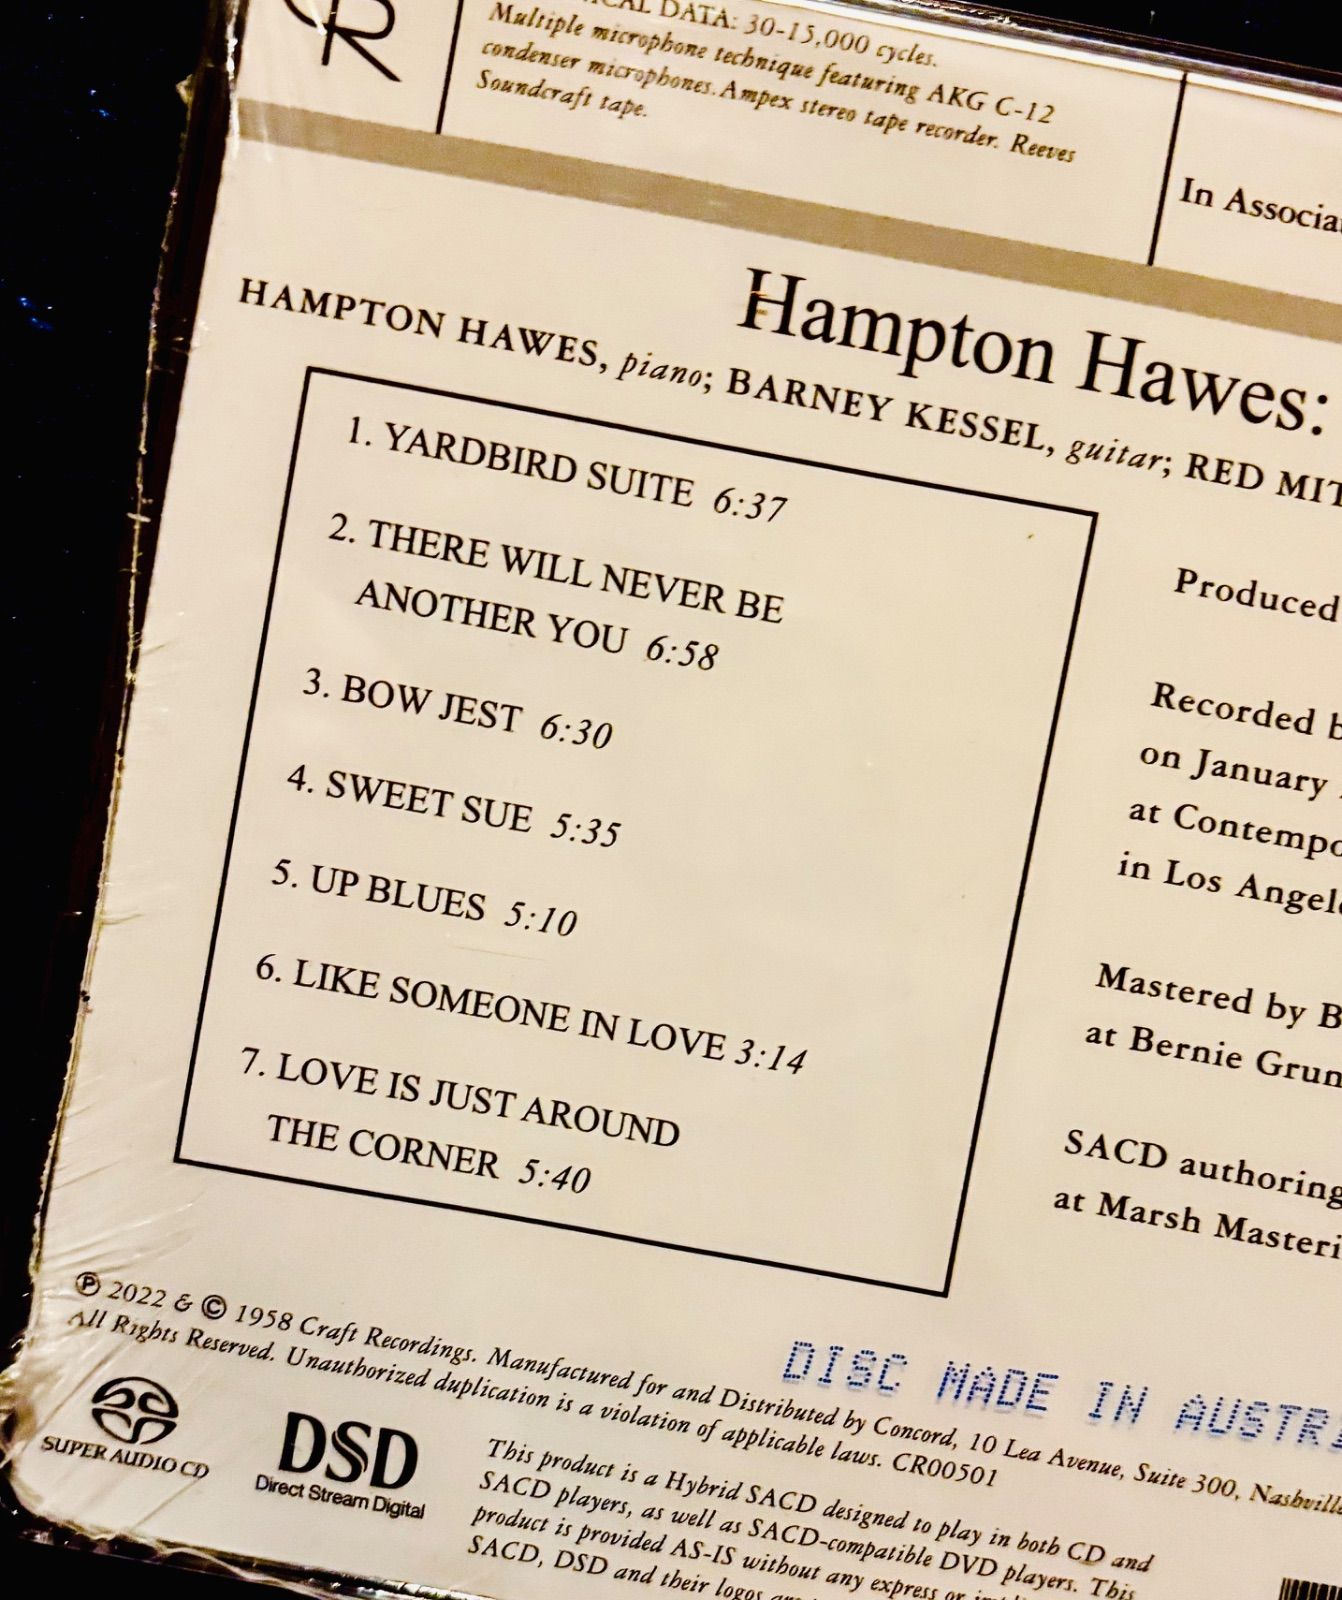 DATA: 30-15,000 cycles.
Multiple microphone technique featuring AKG C-12
condenser microphones. Ampex stereo tape recorder. Reeves
Soundcraft tape.
In
Hampton Hawes:
HAMPTON HAWES, piano; BARNEY KESSEL, guitar; RED
1. YARDBIRD SUITE 6:37
2. THERE WILL NEVER BE
ANOTHER YOU 6:58
3. BOW JEST 6:30
4. SWEET SUE 5:35
5. UP BLUES 5:10
6. LIKE SOMEONE IN LOVE 3:14
7. LOVE IS JUST AROUND
THE CORNER 5:40
Produced
Recorded
on January
at
in Los
Mastered by
at Bernie
SACD authoring
at Marsh
℗ 2022 & © 1958 Craft Recordings. Manufactured for and Distributed by Concord, 10 Lea Avenue, Suite 300, Nashville
All Rights Reserved. Unauthorized duplication is a violation of applicable laws. CR00501
DISC MADE IN
SUPER AUDIO CD
DSD
Direct Stream Digital
This product is a Hybrid SACD designed to play in both CD and
SACD players, as well as SACD-compatible DVD players. This
product is provided AS-IS without any express or
SACD, DSD and their logos